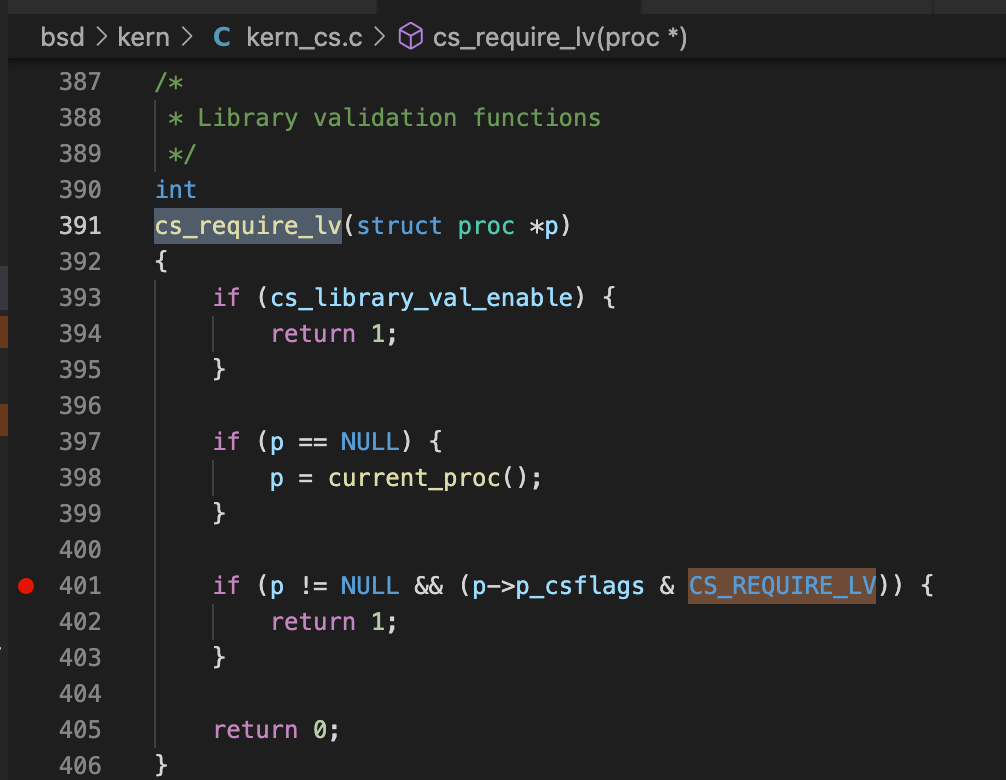 bsd > kern > C kern_cs.c > cs_require_lv(proc *)
387 /*
388 * Library validation functions
389 */
390 int
391 cs_require_lv(struct proc *p)
392 {
393 if (cs_library_val_enable) {
394 return 1;
395 }
396
397 if (p == NULL) {
398 p = current_proc();
399 }
400
401 if (p != NULL && (p->p_csflags & CS_REQUIRE_LV)) {
402 return 1;
403 }
404
405 return 0;
406 }